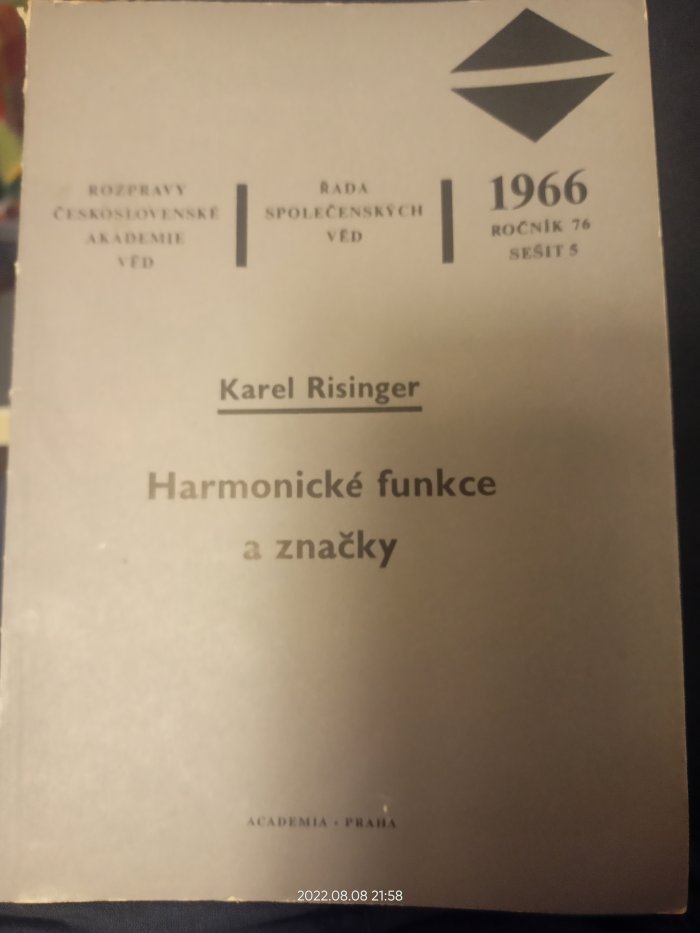 ROZPRAVY
ČESKOSLOVENSKÉ
AKADEMIE
VĚD
ŘADA
SPOLEČENSKÝCH
VĚD
1966
ROČNÍK 76
SEŠIT 5
Karel Risinger
Harmonické funkce
a značky
ACADEMIA • PRAHA
2022.08.08 21:58